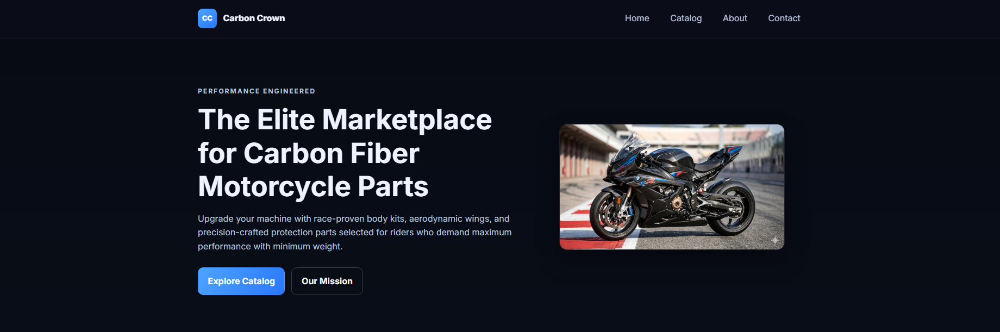 CC Carbon Crown
Home Catalog About Contact
PERFORMANCE ENGINEERED
The Elite Marketplace
for Carbon Fiber
Motorcycle Parts
Upgrade your machine with race-proven body kits, aerodynamic wings, and
precision-crafted protection parts selected for riders who demand maximum
performance with minimum weight.
Explore Catalog Our Mission